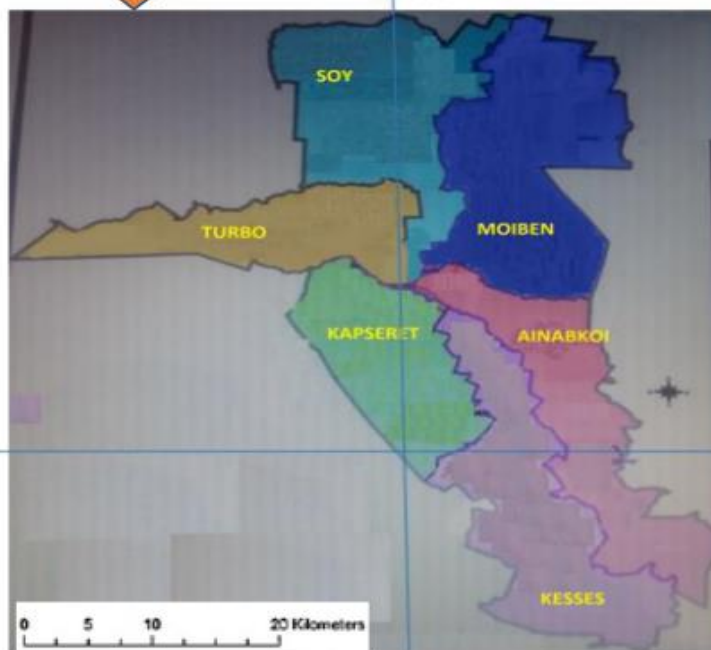 SOY
TURBO
MOIBEN
KAPSERET
AINABKOI
KESSES
0 5 10 20 Kilometers